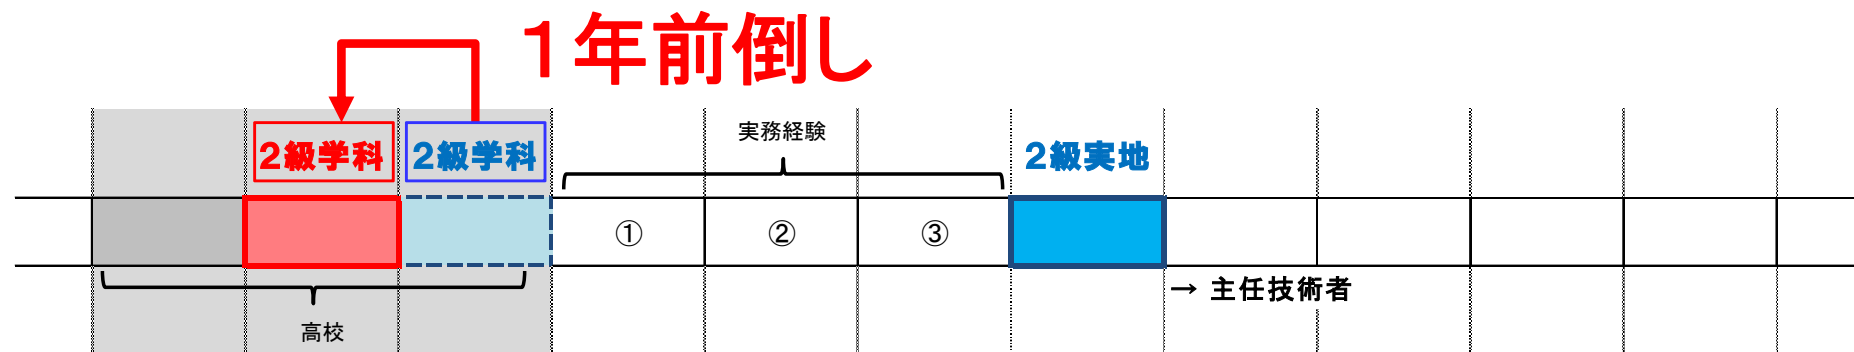 １年前倒し
２級学科
２級学科
実務経験
２級実地
①
②
③
→ 主任技術者
高校